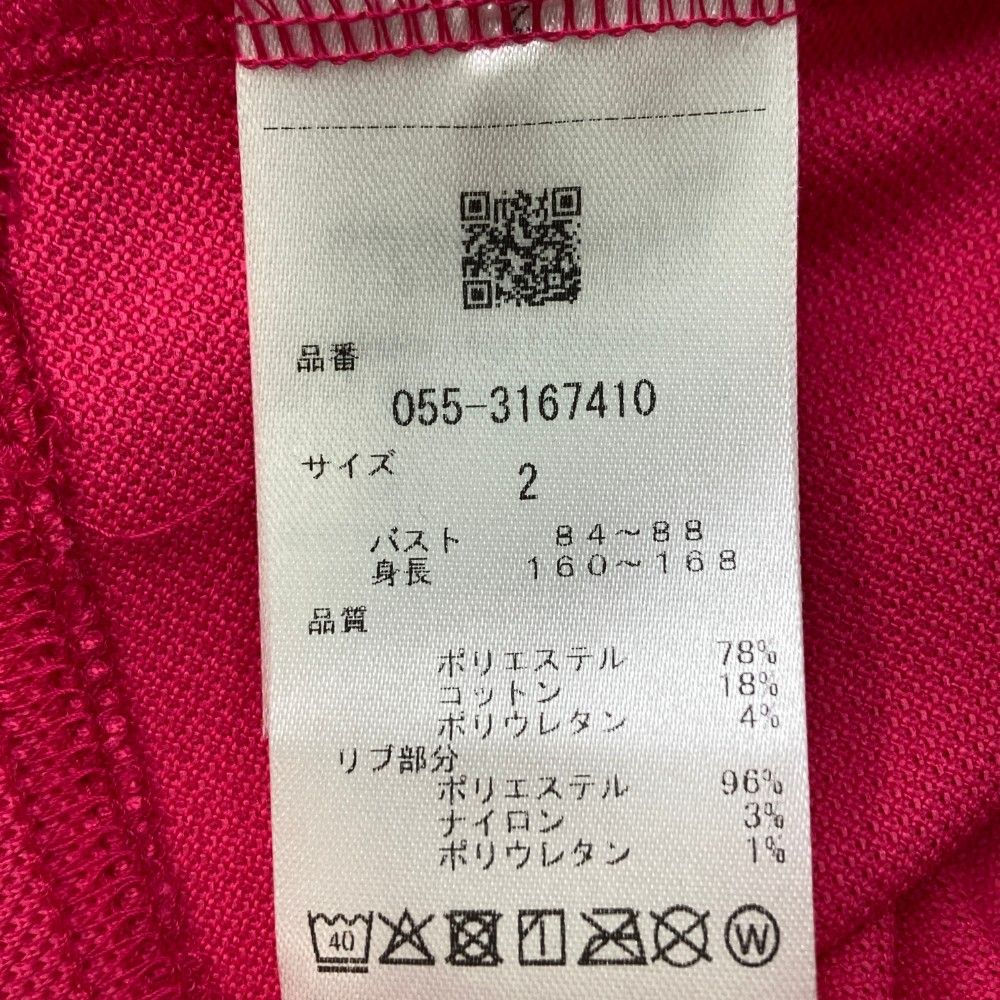 品番
055-3167410
サイズ
2
バスト 84～88
身長 160～168
品質
ポリエステル 78%
コットン 18%
ポリウレタン 4%
リブ部分
ポリエステル 96%
ナイロン 3%
ポリウレタン 1%
40 W